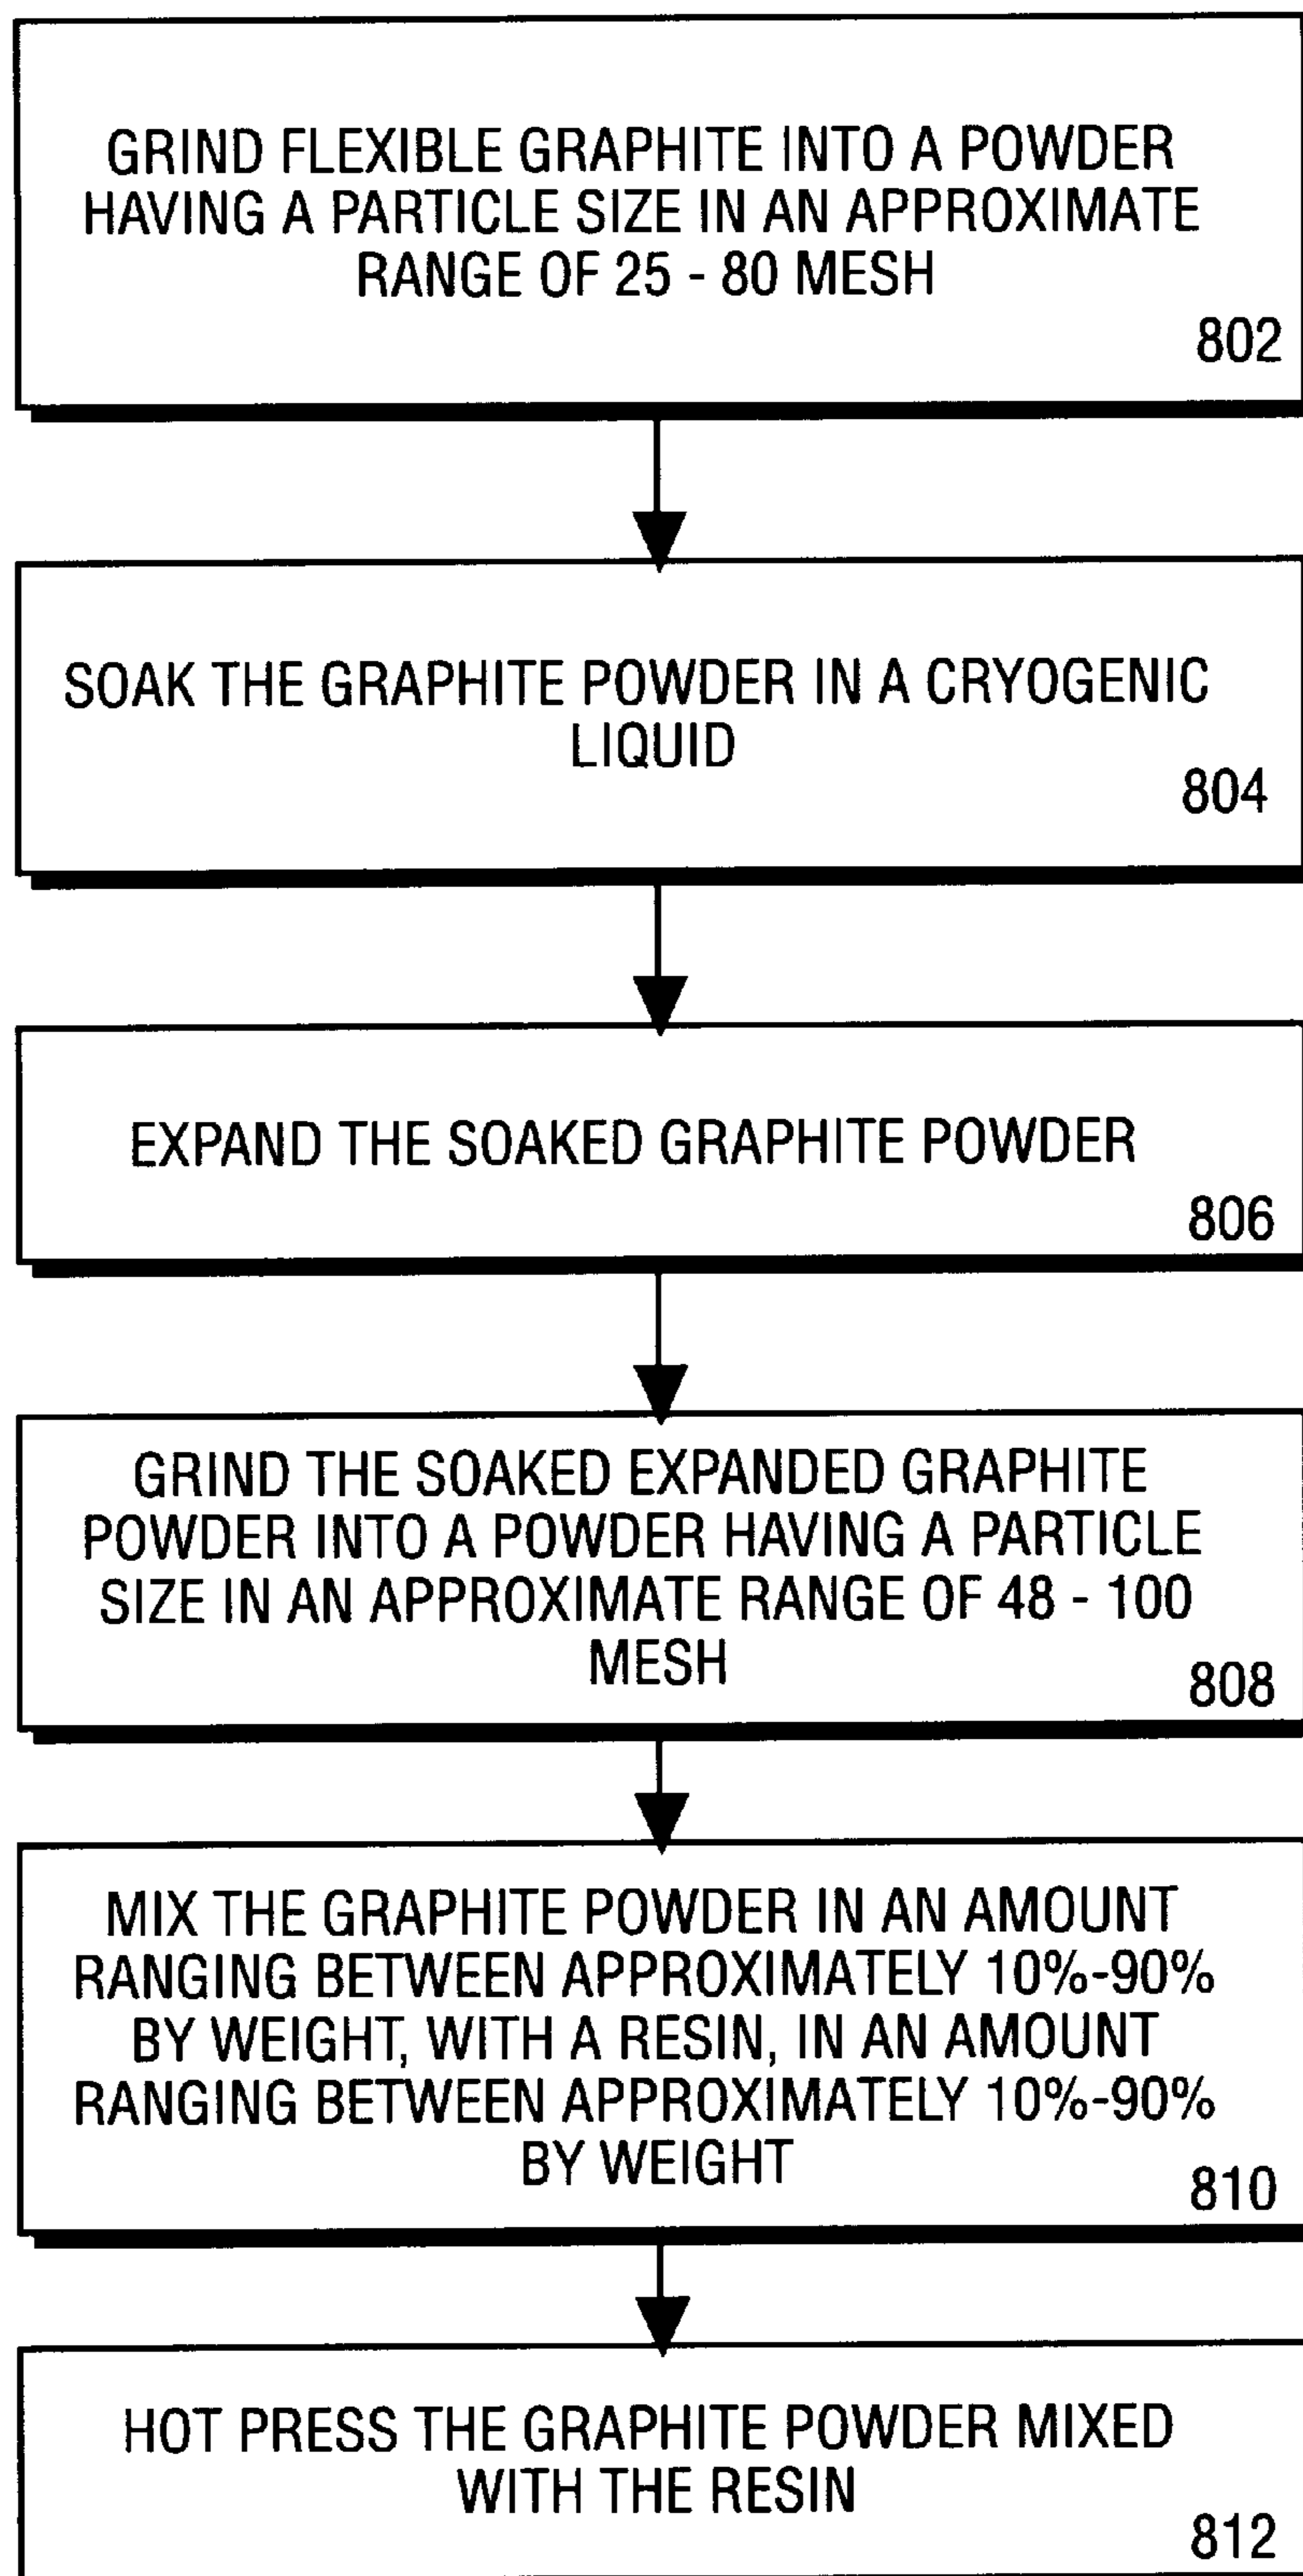 GRIND FLEXIBLE GRAPHITE INTO A POWDER
HAVING A PARTICLE SIZE IN AN APPROXIMATE
RANGE OF 25 - 80 MESH
802
SOAK THE GRAPHITE POWDER IN A CRYOGENIC
LIQUID
804
EXPAND THE SOAKED GRAPHITE POWDER
806
GRIND THE SOAKED EXPANDED GRAPHITE
POWDER INTO A POWDER HAVING A PARTICLE
SIZE IN AN APPROXIMATE RANGE OF 48 - 100
MESH
808
MIX THE GRAPHITE POWDER IN AN AMOUNT
RANGING BETWEEN APPROXIMATELY 10%-90%
BY WEIGHT, WITH A RESIN, IN AN AMOUNT
RANGING BETWEEN APPROXIMATELY 10%-90%
BY WEIGHT
810
HOT PRESS THE GRAPHITE POWDER MIXED
WITH THE RESIN
812